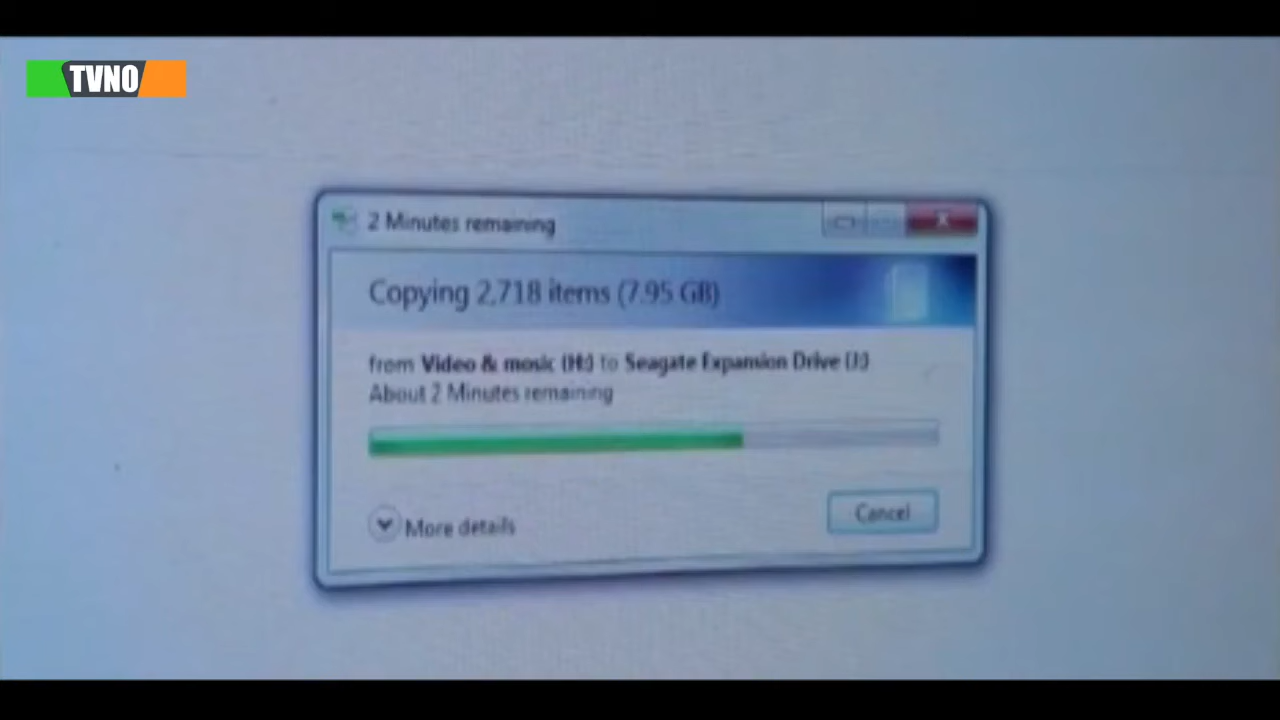 TVNO
2 Minutes remaining
Copying 2,718 items (7.95 GB)
from Video & mosic (H:) to Seagate Expansion Drive (J:)
About 2 Minutes remaining
More details
Cancel